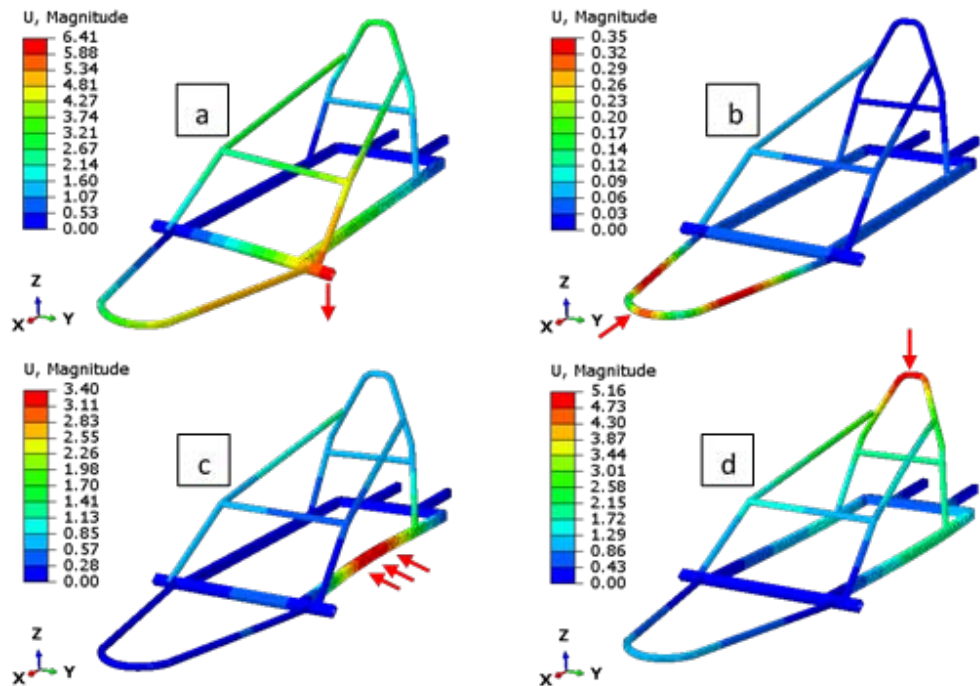 U, Magnitude
6.41
5.88
5.34
4.81
4.27
3.74
3.21
2.67
2.14
1.60
1.07
0.53
0.00
a
Z
X
Y
U, Magnitude
0.35
0.32
0.29
0.26
0.23
0.20
0.17
0.14
0.12
0.09
0.06
0.03
0.00
b
Z
X
Y
U, Magnitude
3.40
3.11
2.83
2.55
2.26
1.98
1.70
1.41
1.13
0.85
0.57
0.28
0.00
c
Z
X
Y
U, Magnitude
5.16
4.73
4.30
3.87
3.44
3.01
2.58
2.15
1.72
1.29
0.86
0.43
0.00
d
Z
X
Y